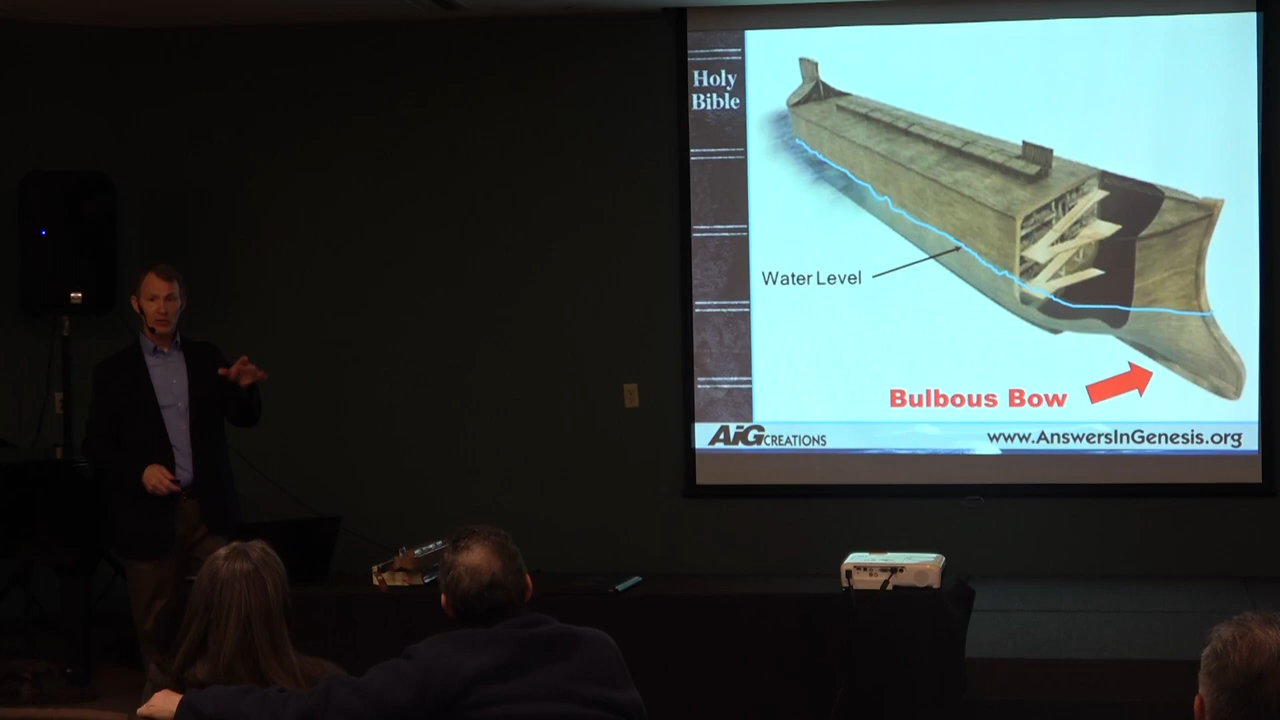 Holy
Bible
Water Level
Bulbous Bow
AiG CREATIONS
www.AnswersInGenesis.org